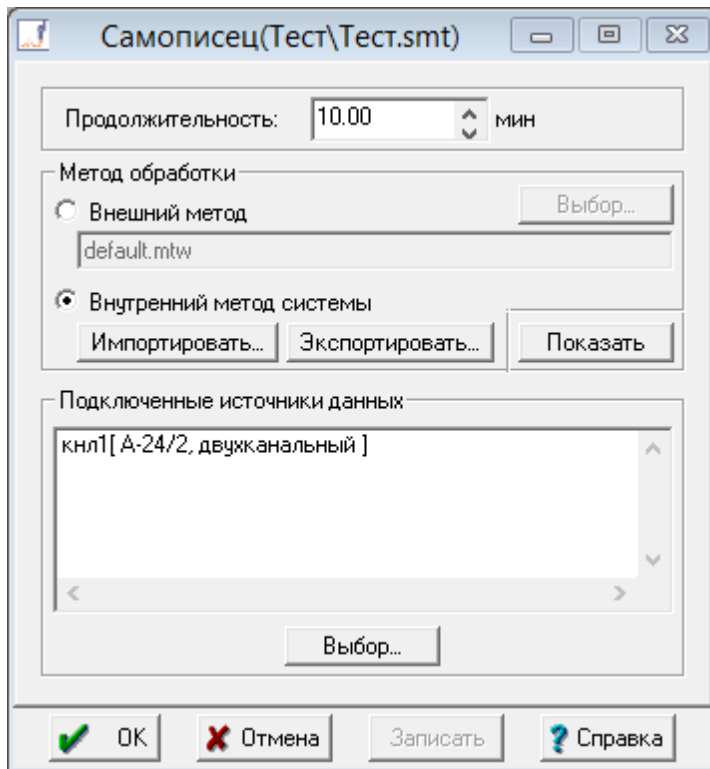 Самописец(Тест\Тест.smt)
Продолжительность: 10.00 мин
Метод обработки
Внешний метод Выбор...
default.mtw
Внутренний метод системы
Импортировать... Экспортировать... Показать
Подключенные источники данных
кнл1[ А-24/2, двухканальный ]
Выбор...
OK Отмена Записать ? Справка